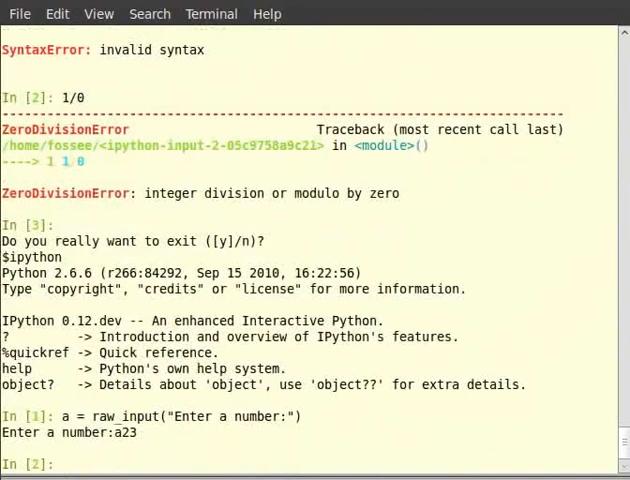 File Edit View Search Terminal Help
SyntaxError: invalid syntax
In [2]: 1/0
ZeroDivisionError Traceback (most recent call last)
/home/fossee/<ipython-input-2-05c9758a9c21> in <module>()
----> 1 1/0
ZeroDivisionError: integer division or modulo by zero
In [3]:
Do you really want to exit ([y]/n)?
$ipython
Python 2.6.6 (r266:84292, Sep 15 2010, 16:22:56)
Type "copyright", "credits" or "license" for more information.
IPython 0.12.dev -- An enhanced Interactive Python.
? -> Introduction and overview of IPython's features.
%quickref -> Quick reference.
help -> Python's own help system.
object? -> Details about 'object', use 'object??' for extra details.
In [1]: a = raw_input("Enter a number:")
Enter a number:a23
In [2]: